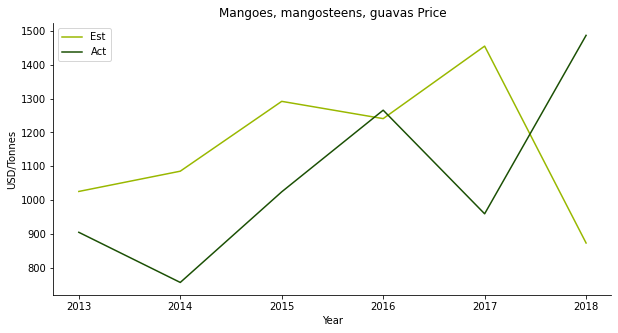 Mangoes, mangosteens, guavas Price
Est
Act
USD/Tonnes
1500
1400
1300
1200
1100
1000
900
800
2013 2014 2015 2016 2017 2018
Year